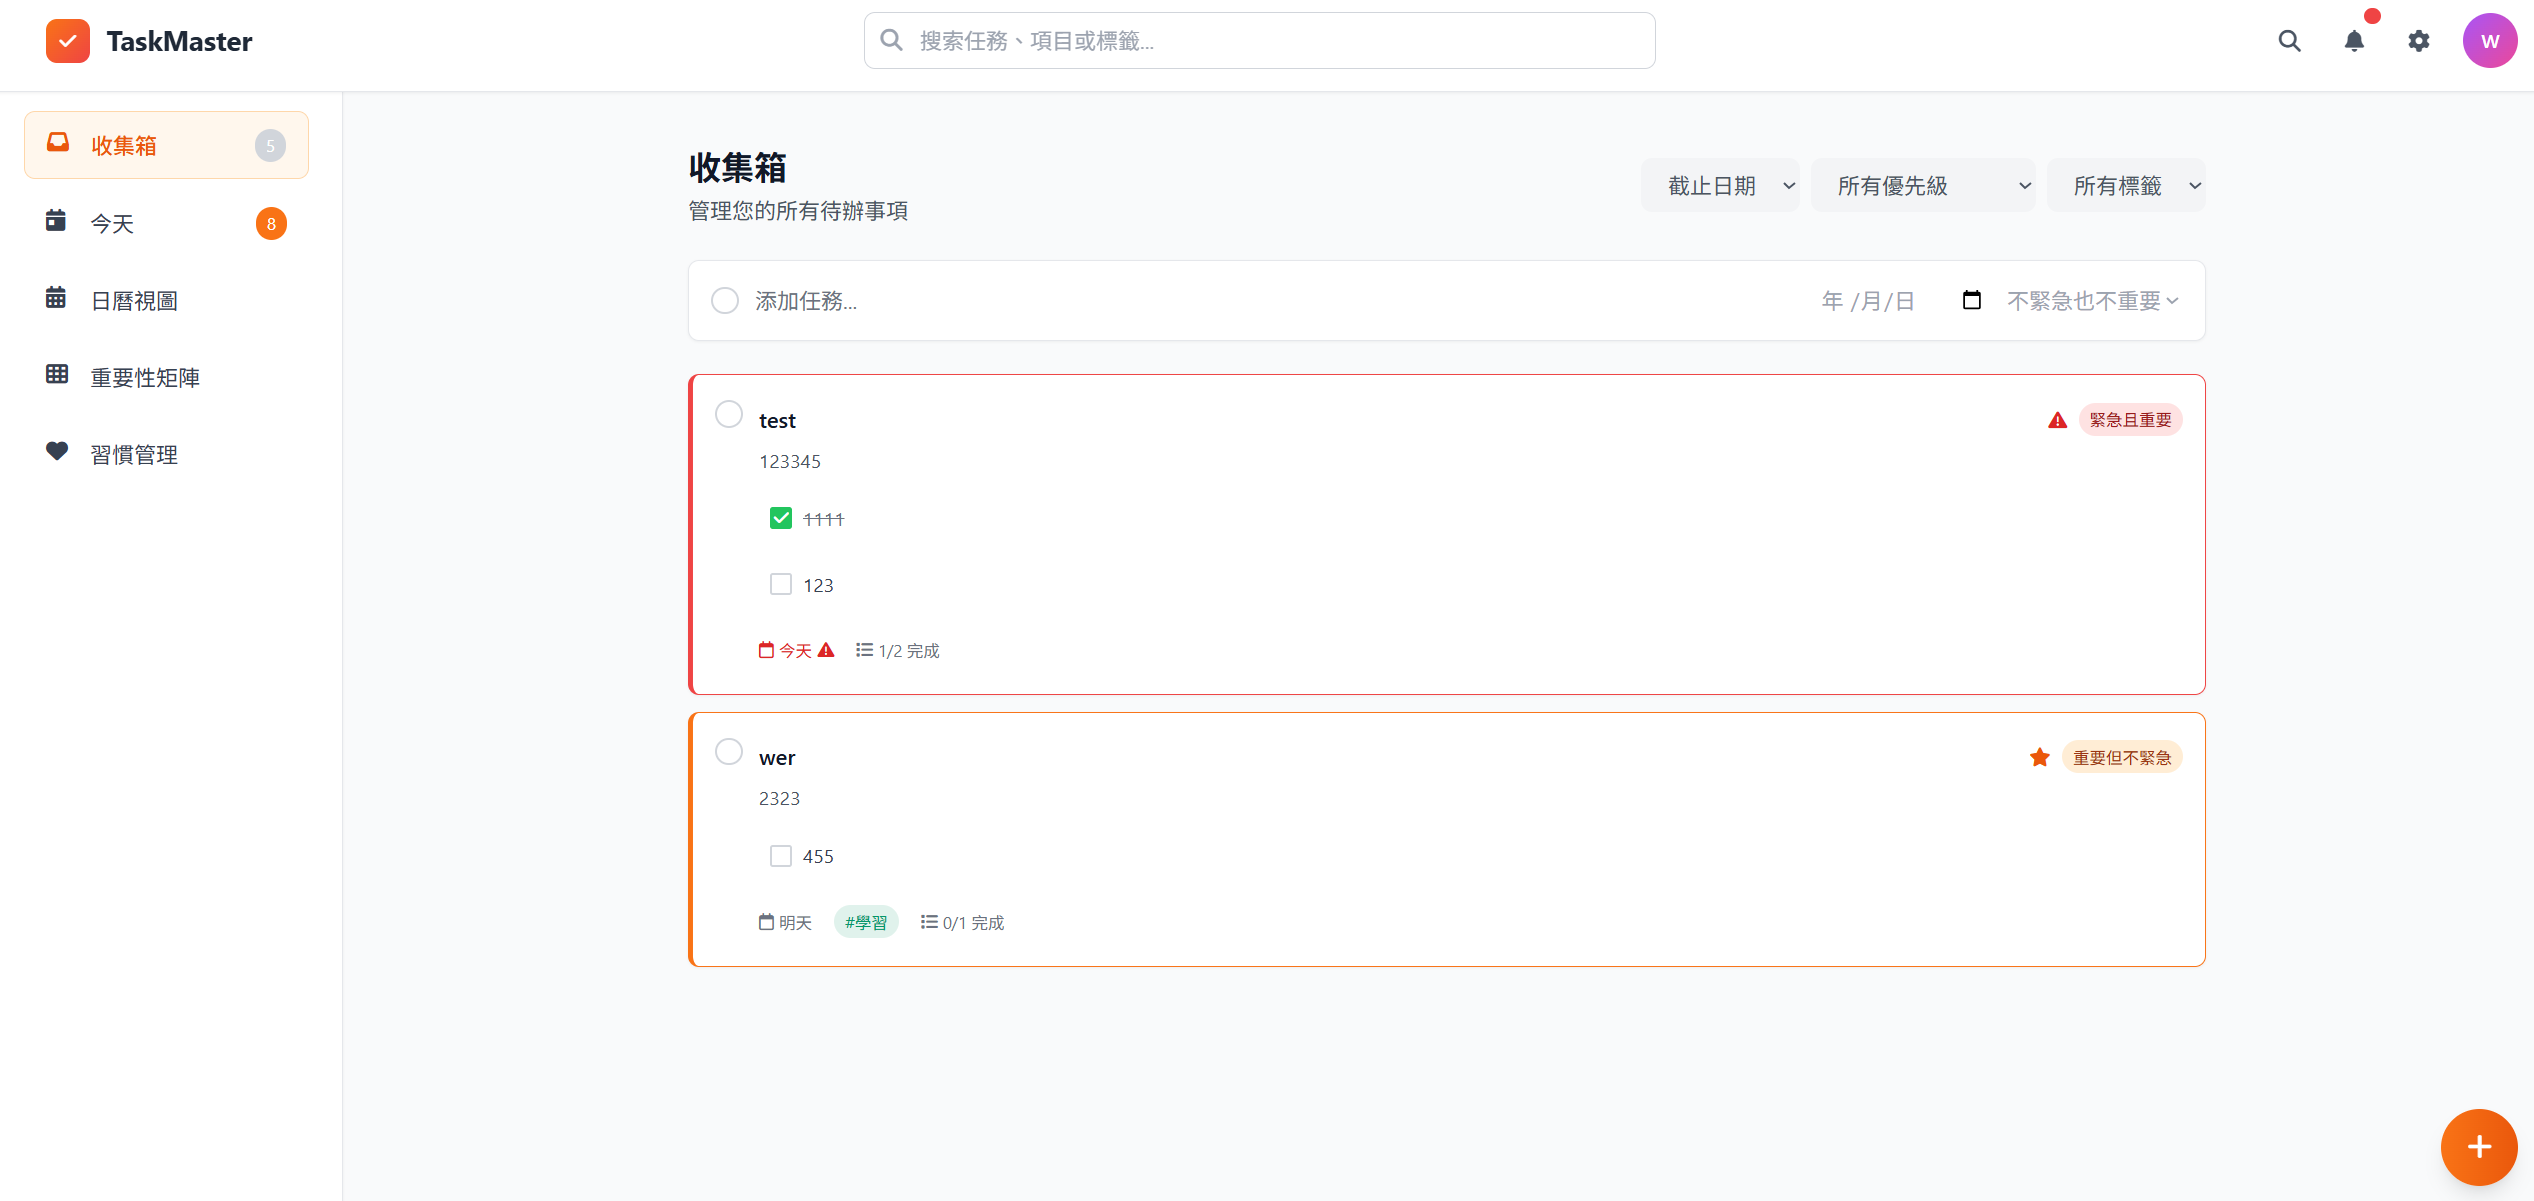 TaskMaster
搜索任務、項目或標籤...
W
收集箱 5
今天 8
日曆視圖
重要性矩陣
習慣管理
收集箱
管理您的所有待辦事項
截止日期 所有優先級 所有標籤
添加任務... 年 /月/日 不緊急也不重要
test 緊急且重要
123345
1111
123
今天 1/2 完成
wer 重要但不緊急
2323
455
明天 #學習 0/1 完成